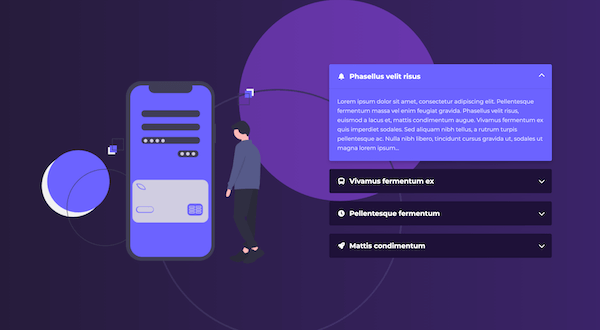 Phasellus velit risus
Lorem ipsum dolor sit amet, consectetur adipiscing elit. Pellentesque
fermentum massa vel enim feugiat gravida. Phasellus velit risus,
euismod a lacus et, mattis condimentum augue. Vivamus fermentum ex
quis imperdiet sodales. Sed aliquam nibh tellus, a rutrum turpis
pellentesque ac. Nulla nibh libero, tincidunt cursus gravida ut, sodales ut
magna lorem ipsum...
Vivamus fermentum ex
Pellentesque fermentum
Mattis condimentum